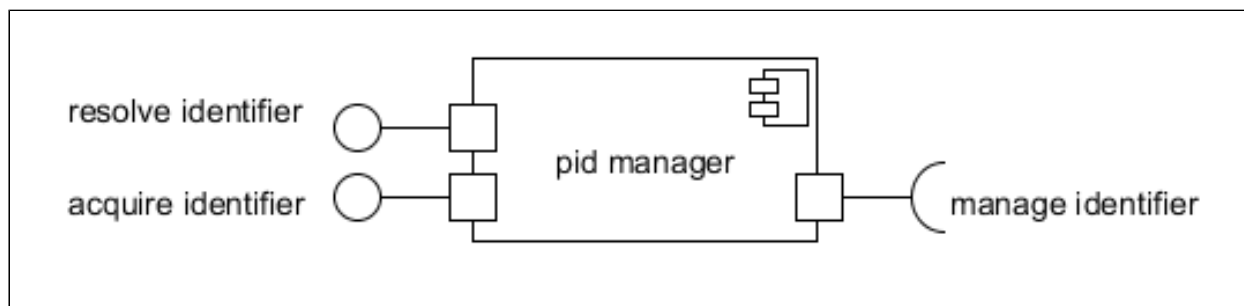 resolve identifier
acquire identifier
pid manager
manage identifier